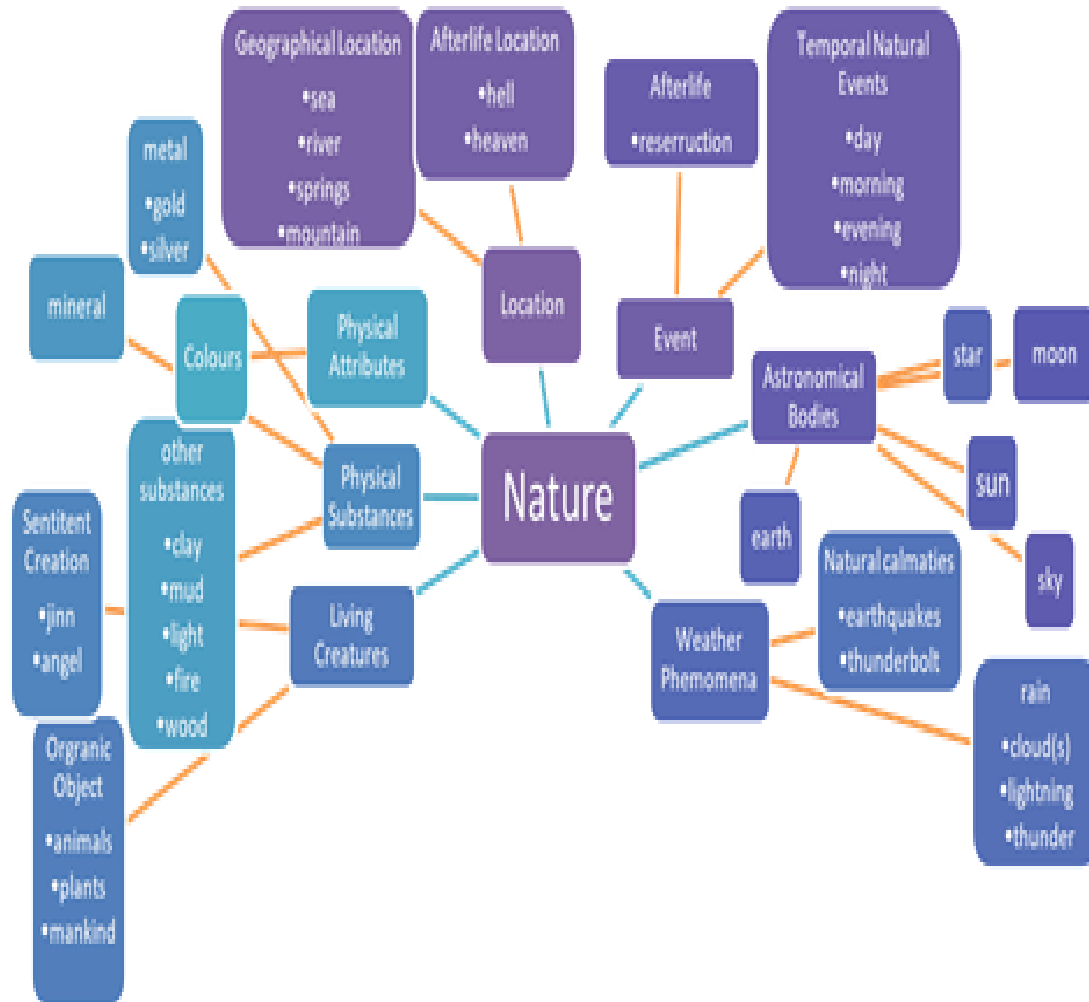 Geographical Location
•sea
•river
•springs
•mountain
Afterlife Location
•hell
•heaven
Afterlife
•reserruction
Temporal Natural
Events
•day
•morning
•evening
•night
metal
•gold
•silver
mineral
Colours
Physical
Attributes
Location
Event
Astronomical
Bodies
star
moon
sun
sky
earth
Nature
Physical
Substances
other
substances
•clay
•mud
•light
•fire
•wood
Sentitent
Creation
•jinn
•angel
Living
Creatures
Orgranic
Object
•animals
•plants
•mankind
Weather
Phemomena
Natural calmaties
•earthquakes
•thunderbolt
rain
•cloud(s)
•lightning
•thunder